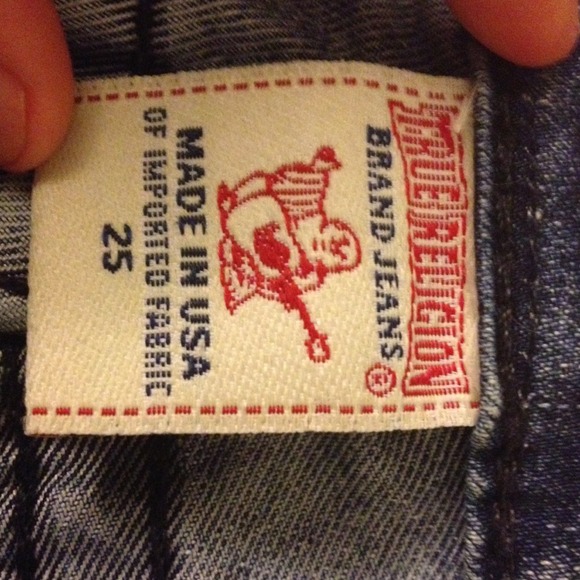 TRUE RELIGION
BRAND JEANS ®
MADE IN USA
OF IMPORTED FABRIC
25